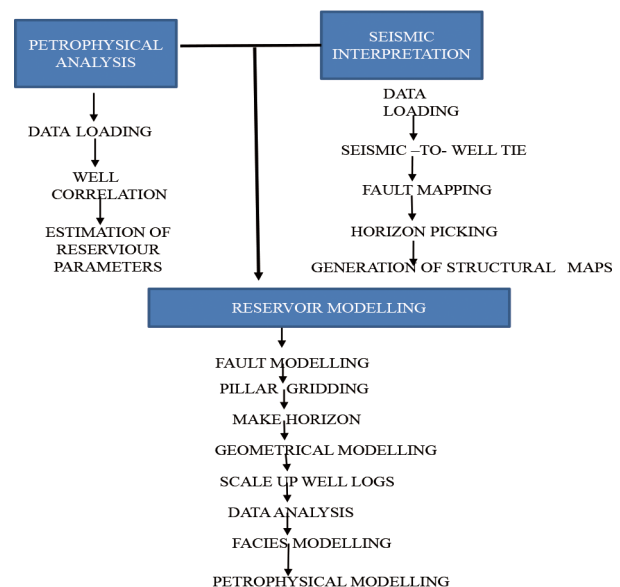 PETROPHYSICAL
ANALYSIS
DATA LOADING
WELL
CORRELATION
ESTIMATION OF
RESERVIOUR
PARAMETERS
SEISMIC
INTERPRETATION
DATA
LOADING
SEISMIC –TO- WELL TIE
FAULT MAPPING
HORIZON PICKING
GENERATION OF STRUCTURAL MAPS
RESERVOIR MODELLING
FAULT MODELLING
PILLAR GRIDDING
MAKE HORIZON
GEOMETRICAL MODELLING
SCALE UP WELL LOGS
DATA ANALYSIS
FACIES MODELLING
PETROPHYSICAL MODELLING